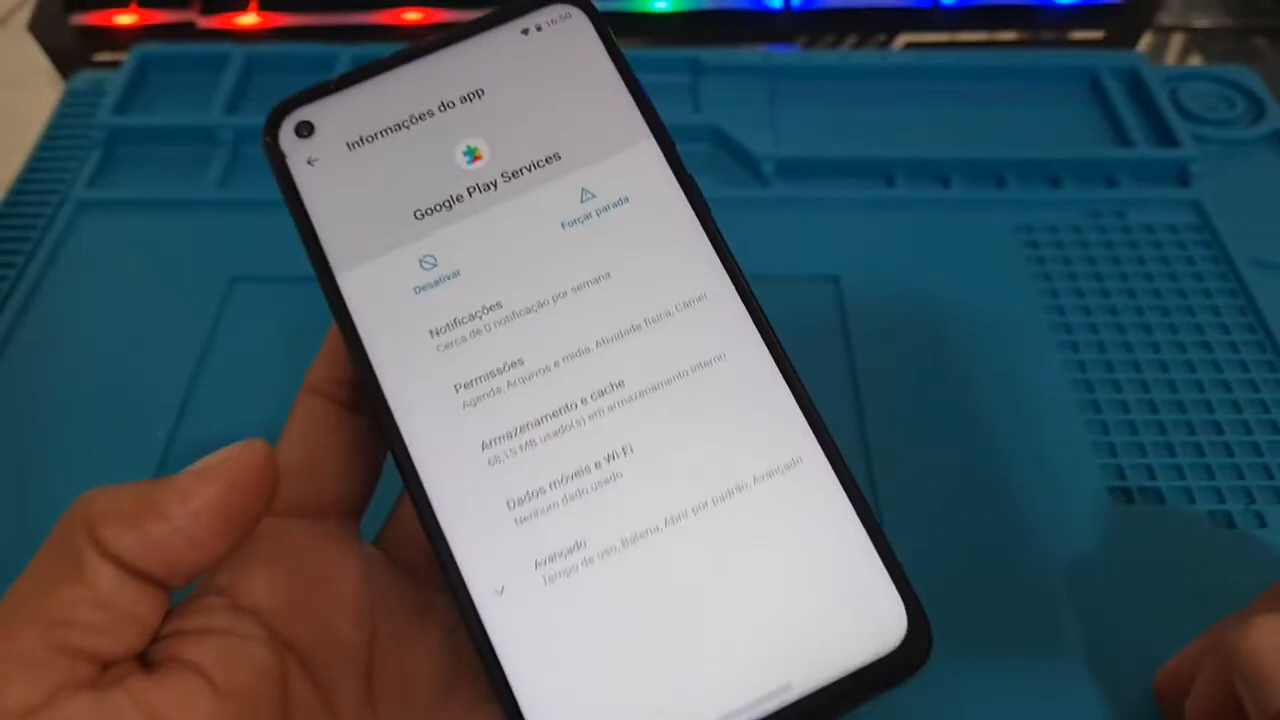 16:50
Informações do app
Google Play Services
Desativar
Forçar parada
Notificações
Cerca de 0 notificação por semana
Permissões
Agenda, Arquivos e mídia, Atividade física, Câmer
Armazenamento e cache
68,15 MB usado(s) em armazenamento interno
Dados móveis e Wi-Fi
Nenhum dado usado
Avançado
Tempo de uso, Bateria, Abrir por padrão, Avançado